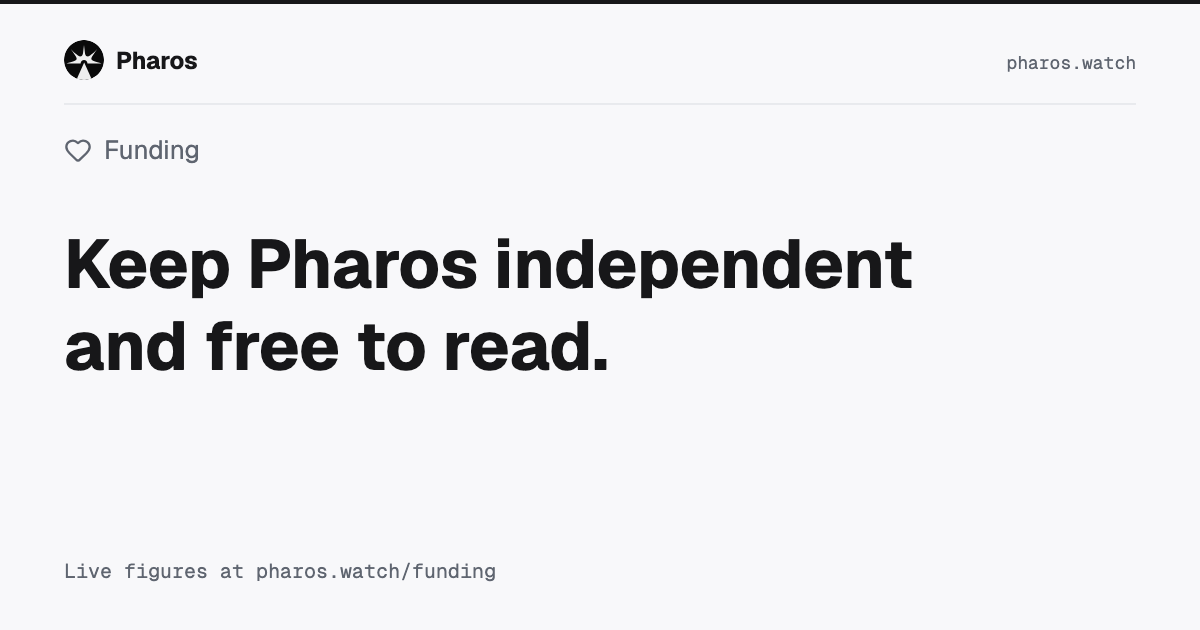 Pharos
pharos.watch
Funding
Keep Pharos independent
and free to read.
Live figures at pharos.watch/funding